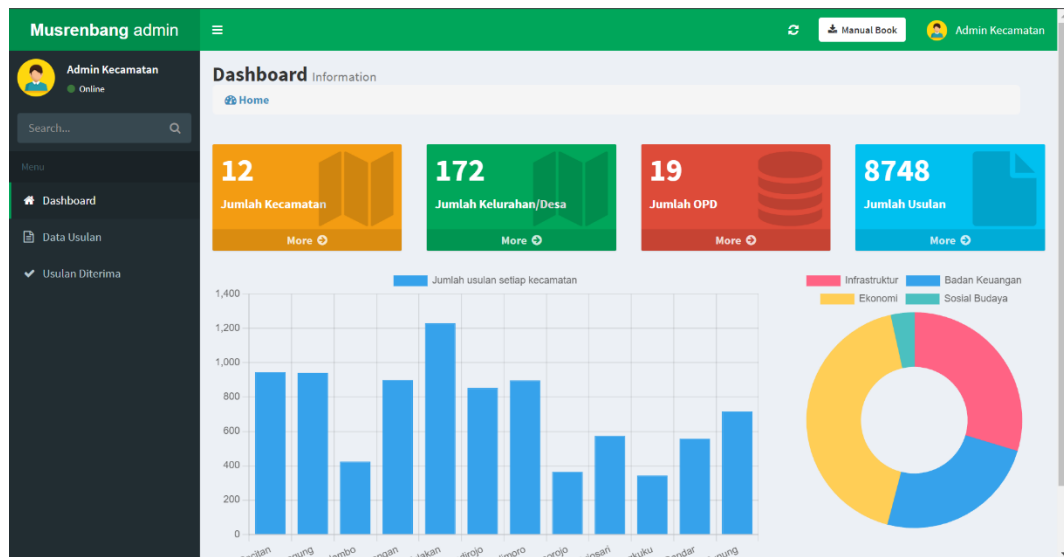 Musrenbang admin
Manual Book
Admin Kecamatan
Admin Kecamatan
Online
Search...
Menu
Dashboard
Data Usulan
Usulan Diterima
Dashboard Information
Home
12
Jumlah Kecamatan
More
172
Jumlah Kelurahan/Desa
More
19
Jumlah OPD
More
8748
Jumlah Usulan
More
Jumlah usulan setiap kecamatan
1,400
1,200
1,000
800
600
400
200
0
Infrastruktur Badan Keuangan
Ekonomi Sosial Budaya